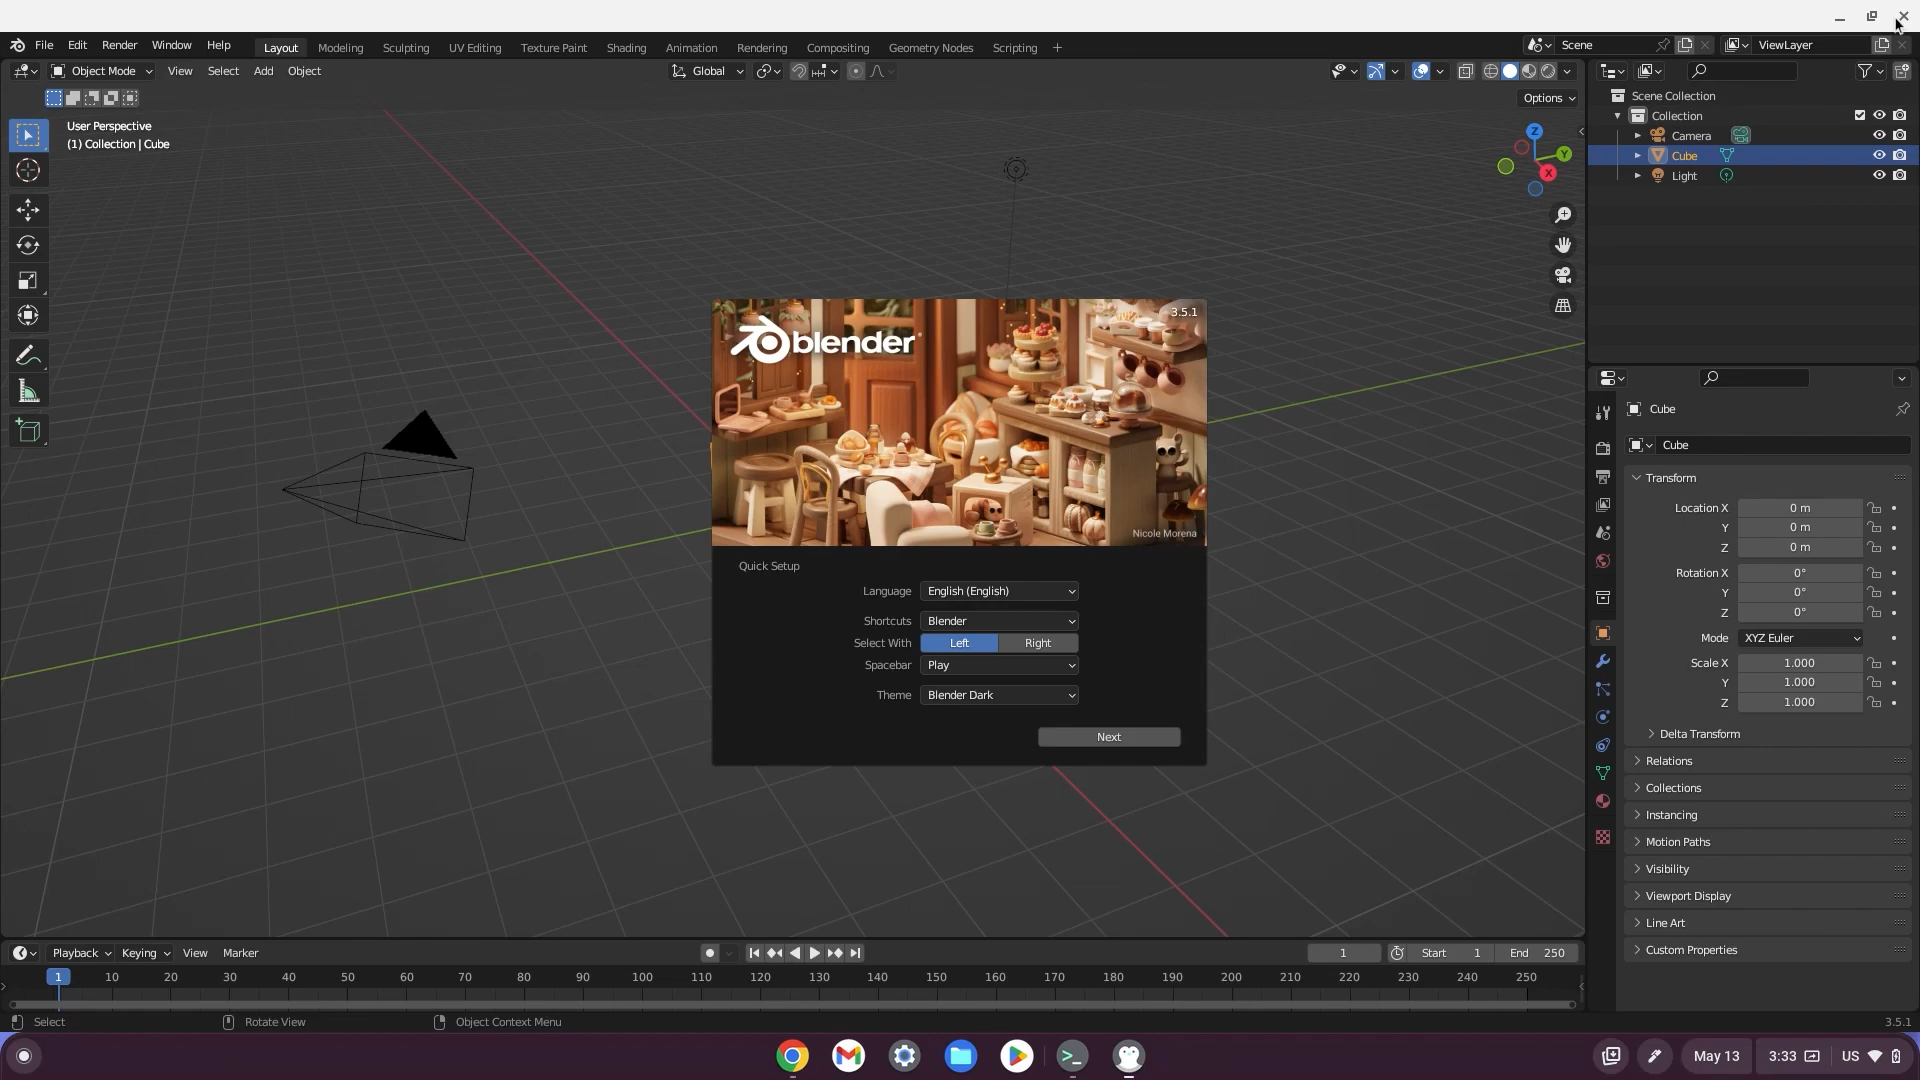 File Edit Render Window Help Layout Modeling Sculpting UV Editing Texture Paint Shading Animation Rendering Compositing Geometry Nodes Scripting + Scene ViewLayer
Object Mode View Select Add Object Global
Options
User Perspective
(1) Collection | Cube
Z
Y
X
Scene Collection
Collection
Camera
Cube
Light
3.5.1
blender
Nicole Morena
Quick Setup
Language English (English)
Shortcuts Blender
Select With Left Right
Spacebar Play
Theme Blender Dark
Next
Cube
Cube
Transform
Location X 0 m
Y 0 m
Z 0 m
Rotation X 0°
Y 0°
Z 0°
Mode XYZ Euler
Scale X 1.000
Y 1.000
Z 1.000
Delta Transform
Relations
Collections
Instancing
Motion Paths
Visibility
Viewport Display
Line Art
Custom Properties
Playback Keying View Marker 1 Start 1 End 250
1 10 20 30 40 50 60 70 80 90 100 110 120 130 140 150 160 170 180 190 200 210 220 230 240 250
Select Rotate View Object Context Menu 3.5.1
May 13 3:33 US